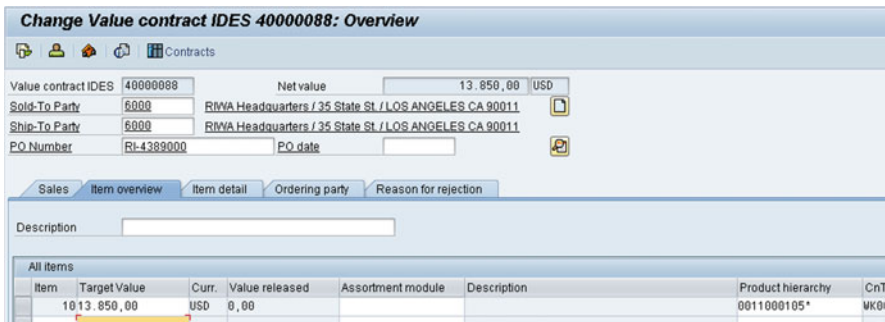 Change Value contract IDES 40000088: Overview
Contracts
Value contract IDES 40000088 Net value 13.850,00 USD
Sold-To Party 6000 RIWA Headquarters / 35 State St. / LOS ANGELES CA 90011
Ship-To Party 6000 RIWA Headquarters / 35 State St. / LOS ANGELES CA 90011
PO Number RI-4389000 PO date
Sales Item overview Item detail Ordering party Reason for rejection
Description
All items
Item Target Value Curr. Value released Assortment module Description Product hierarchy CnT
10 13.850,00 USD 0,00 0011000105*